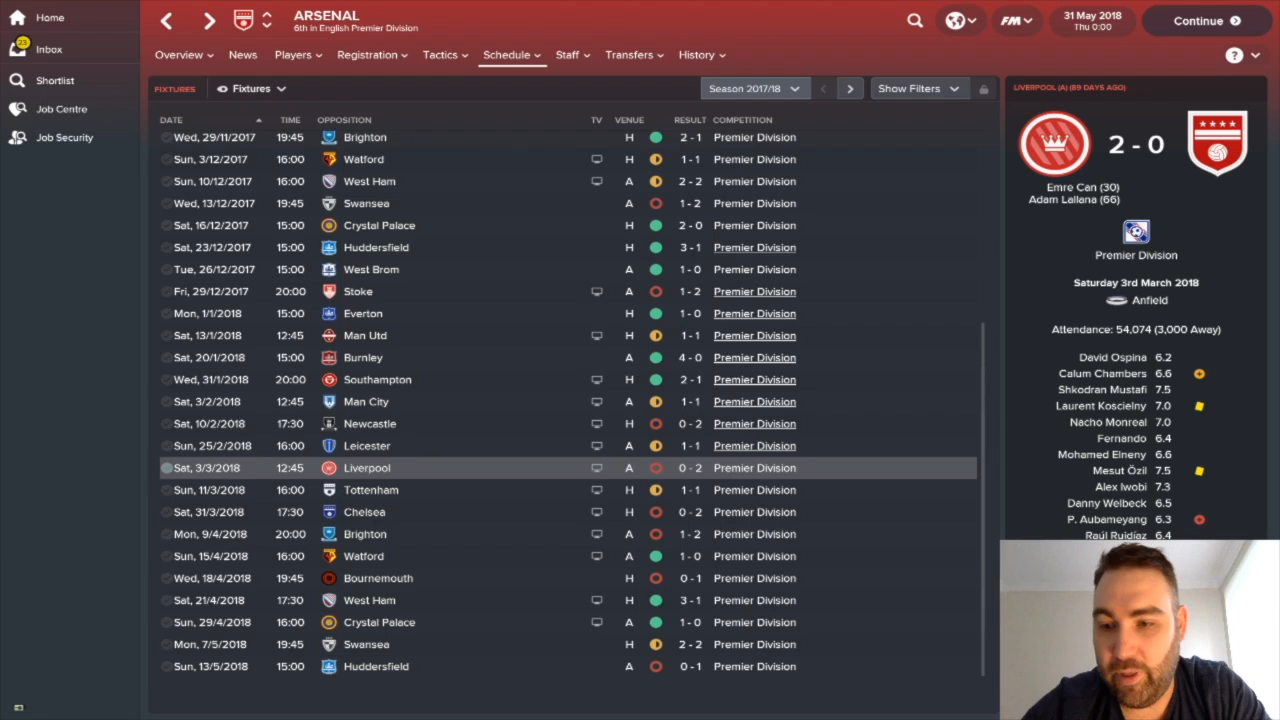 Home
23
Inbox
Shortlist
Job Centre
Job Security
ARSENAL
6th in English Premier Division
FM
31 May 2018
Thu 0:00
Continue
Overview News Players Registration Tactics Schedule Staff Transfers History
?
FIXTURES Fixtures Season 2017/18 Show Filters
DATE TIME OPPOSITION TV VENUE RESULT COMPETITION
Wed, 29/11/2017 19:45 Brighton H 2 - 1 Premier Division
Sun, 3/12/2017 16:00 Watford H 1 - 1 Premier Division
Sun, 10/12/2017 16:00 West Ham A 2 - 2 Premier Division
Wed, 13/12/2017 19:45 Swansea A 1 - 2 Premier Division
Sat, 16/12/2017 15:00 Crystal Palace H 2 - 0 Premier Division
Sat, 23/12/2017 15:00 Huddersfield H 3 - 1 Premier Division
Tue, 26/12/2017 15:00 West Brom A 1 - 0 Premier Division
Fri, 29/12/2017 20:00 Stoke A 1 - 2 Premier Division
Mon, 1/1/2018 15:00 Everton H 1 - 0 Premier Division
Sat, 13/1/2018 12:45 Man Utd H 1 - 1 Premier Division
Sat, 20/1/2018 15:00 Burnley A 4 - 0 Premier Division
Wed, 31/1/2018 20:00 Southampton H 2 - 1 Premier Division
Sat, 3/2/2018 12:45 Man City A 1 - 1 Premier Division
Sat, 10/2/2018 17:30 Newcastle H 0 - 2 Premier Division
Sun, 25/2/2018 16:00 Leicester A 1 - 1 Premier Division
Sat, 3/3/2018 12:45 Liverpool A 0 - 2 Premier Division
Sun, 11/3/2018 16:00 Tottenham H 1 - 1 Premier Division
Sat, 31/3/2018 17:30 Chelsea H 0 - 2 Premier Division
Mon, 9/4/2018 20:00 Brighton A 1 - 2 Premier Division
Sun, 15/4/2018 16:00 Watford A 1 - 0 Premier Division
Wed, 18/4/2018 19:45 Bournemouth H 0 - 1 Premier Division
Sat, 21/4/2018 17:30 West Ham H 3 - 1 Premier Division
Sun, 29/4/2018 16:00 Crystal Palace A 1 - 0 Premier Division
Mon, 7/5/2018 19:45 Swansea H 2 - 2 Premier Division
Sun, 13/5/2018 15:00 Huddersfield A 0 - 1 Premier Division
LIVERPOOL (A) (89 DAYS AGO)
2 - 0
Emre Can (30)
Adam Lallana (66)
Premier Division
Saturday 3rd March 2018
Anfield
Attendance: 54,074 (3,000 Away)
David Ospina 6.2
Calum Chambers 6.6
Shkodran Mustafi 7.5
Laurent Koscielny 7.0
Nacho Monreal 7.0
Fernando 6.4
Mohamed Elneny 6.6
Mesut Özil 7.5
Alex Iwobi 7.3
Danny Welbeck 6.5
P. Aubameyang 6.3
Raúl Ruidíaz 6.4